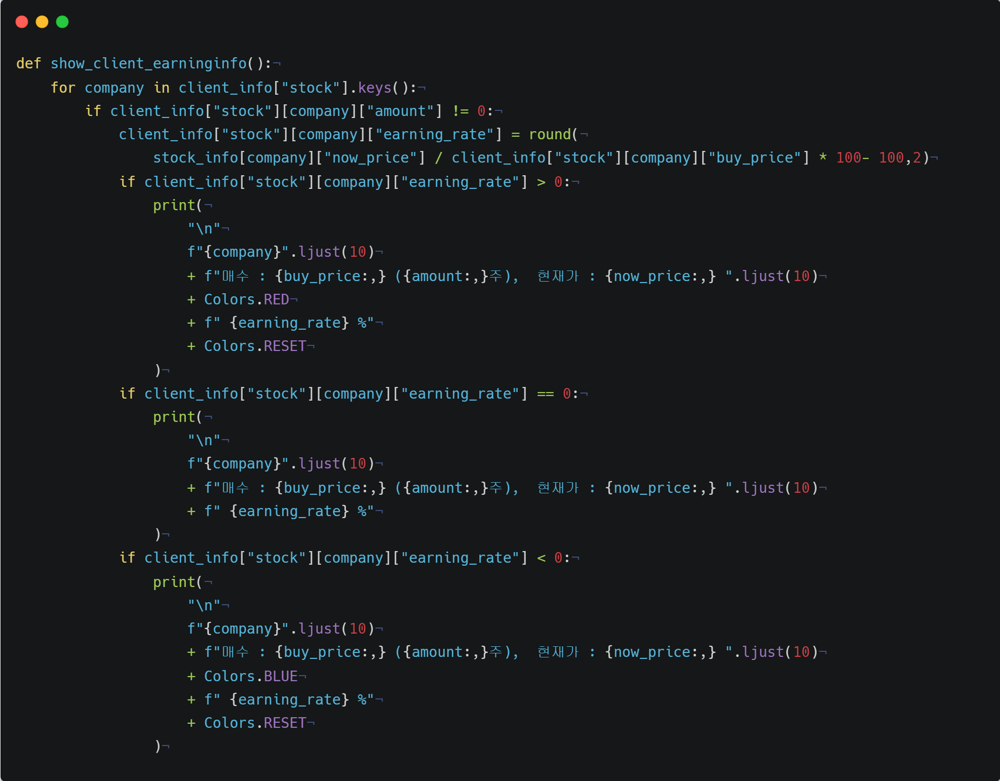 def show_client_earninginfo():¬
    for company in client_info["stock"].keys():¬
        if client_info["stock"][company]["amount"] != 0:¬
            client_info["stock"][company]["earning_rate"] = round(¬
                stock_info[company]["now_price"] / client_info["stock"][company]["buy_price"] * 100- 100,2)¬
            if client_info["stock"][company]["earning_rate"] > 0:¬
                print(¬
                    "\n"¬
                    f"{company}".ljust(10)¬
                    + f"매수 : {buy_price:,} ({amount:,}주),  현재가 : {now_price:,} ".ljust(10)¬
                    + Colors.RED¬
                    + f" {earning_rate} %"¬
                    + Colors.RESET¬
                )¬
            if client_info["stock"][company]["earning_rate"] == 0:¬
                print(¬
                    "\n"¬
                    f"{company}".ljust(10)¬
                    + f"매수 : {buy_price:,} ({amount:,}주),  현재가 : {now_price:,} ".ljust(10)¬
                    + f" {earning_rate} %"¬
                )¬
            if client_info["stock"][company]["earning_rate"] < 0:¬
                print(¬
                    "\n"¬
                    f"{company}".ljust(10)¬
                    + f"매수 : {buy_price:,} ({amount:,}주),  현재가 : {now_price:,} ".ljust(10)¬
                    + Colors.BLUE¬
                    + f" {earning_rate} %"¬
                    + Colors.RESET¬
                )¬